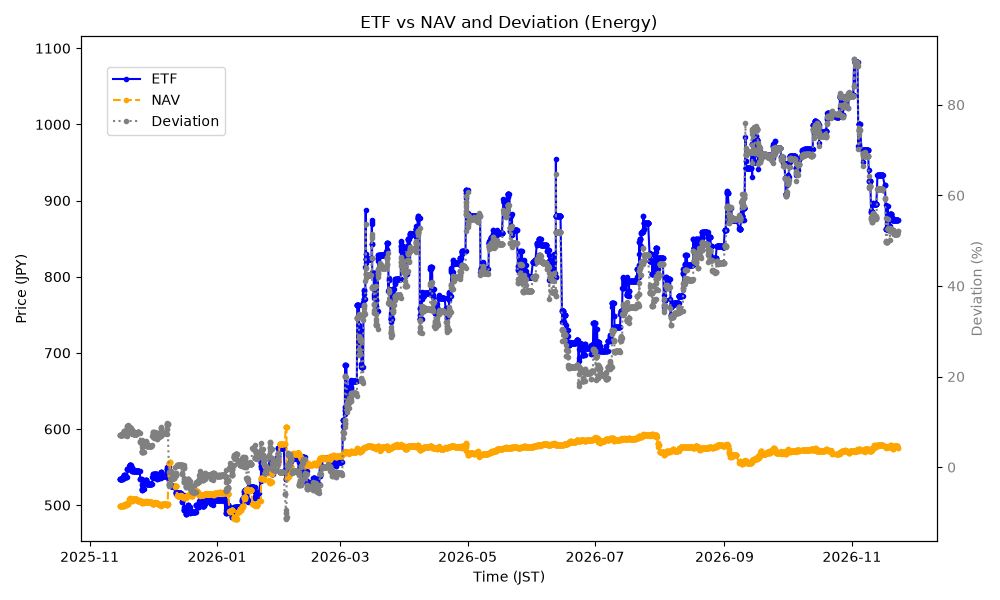 ETF vs NAV and Deviation (Energy)
1100
1000
900
800
700
600
500
Price (JPY)
ETF
NAV
Deviation
80
60
40
20
0
Deviation (%)
2025-11
2026-01
2026-03
2026-05
2026-07
2026-09
2026-11
Time (JST)